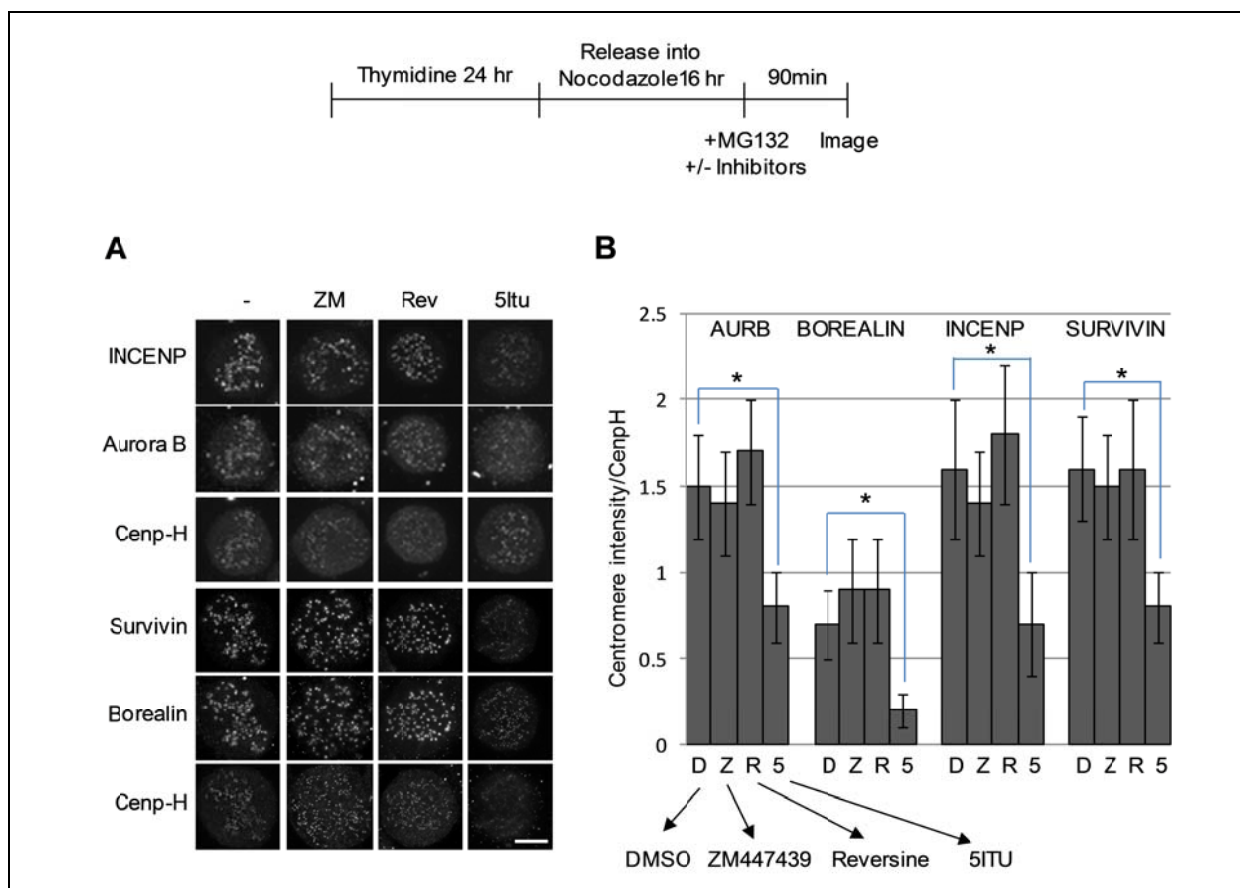 Thymidine 24 hr
Release into
Nocodazole16 hr
90min
+MG132
+/- Inhibitors
Image
A
- ZM Rev 5Itu
INCENP
Aurora B
Cenp-H
Survivin
Borealin
Cenp-H
B
Centromere intensity/CenpH
2.5
2
1.5
1
0.5
0
AURB BOREALIN INCENP SURVIVIN
* * * *
D Z R 5 D Z R 5 D Z R 5 D Z R 5
DMSO ZM447439 Reversine 5ITU